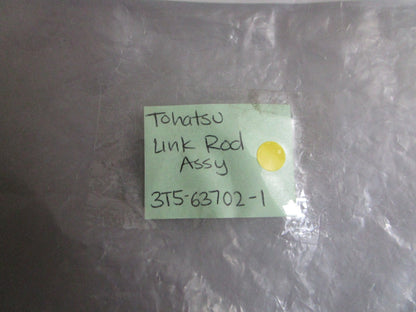 Tohatsu
Link Rod
Assy
3T5-63702-1